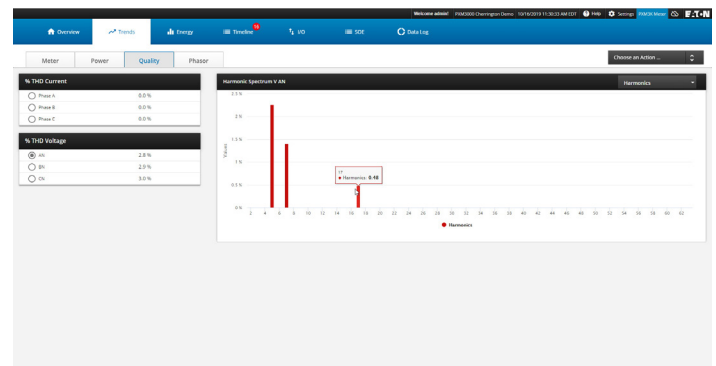 Welcome admin! PXM3000 Cherrington Demo 10/16/2019 11:30:33 AM EDT Help Settings PXM3K Meter EATON
Overview Trends Energy Timeline I/O SOE Data Log
Meter Power Quality Phasor Choose an Action ...
% THD Current
Phase A 0.0 %
Phase B 0.0 %
Phase C 0.0 %
% THD Voltage
AN 2.8 %
BN 2.9 %
CN 3.0 %
Harmonic Spectrum V AN Harmonics
2.5 %
2 %
1 %
0.5 %
0 %
Values
17
Harmonics: 0.48
2 4 6 8 10 12 14 16 18 20 22 24 26 28 30 32 34 36 38 40 42 44 46 48 50 52 54 56 58 60 62
Harmonics